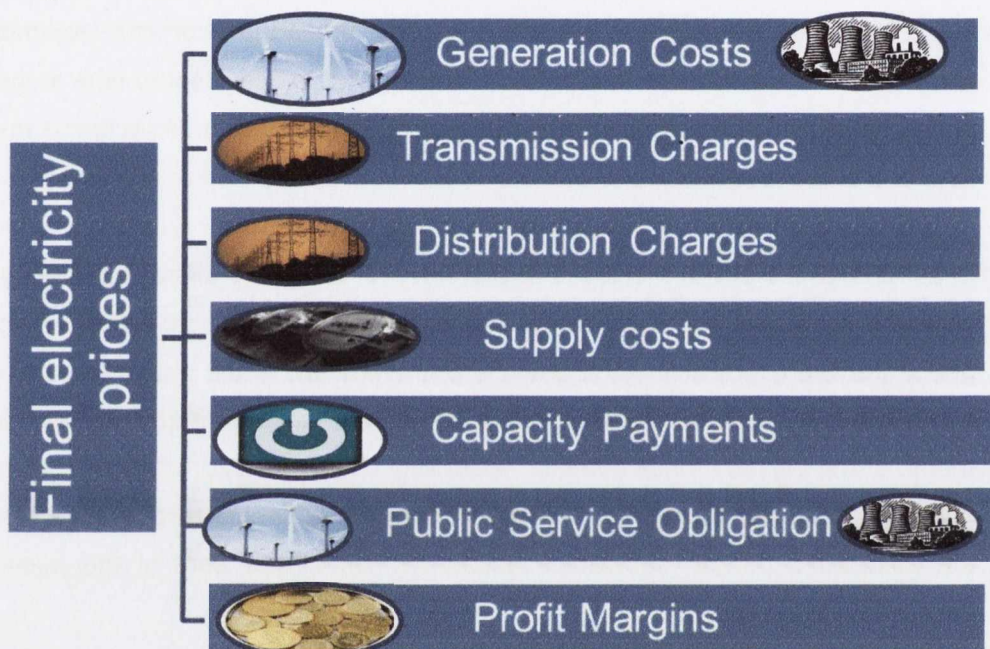 Final electricity
prices
Generation Costs
Transmission Charges
Distribution Charges
Supply costs
Capacity Payments
Public Service Obligation
Profit Margins